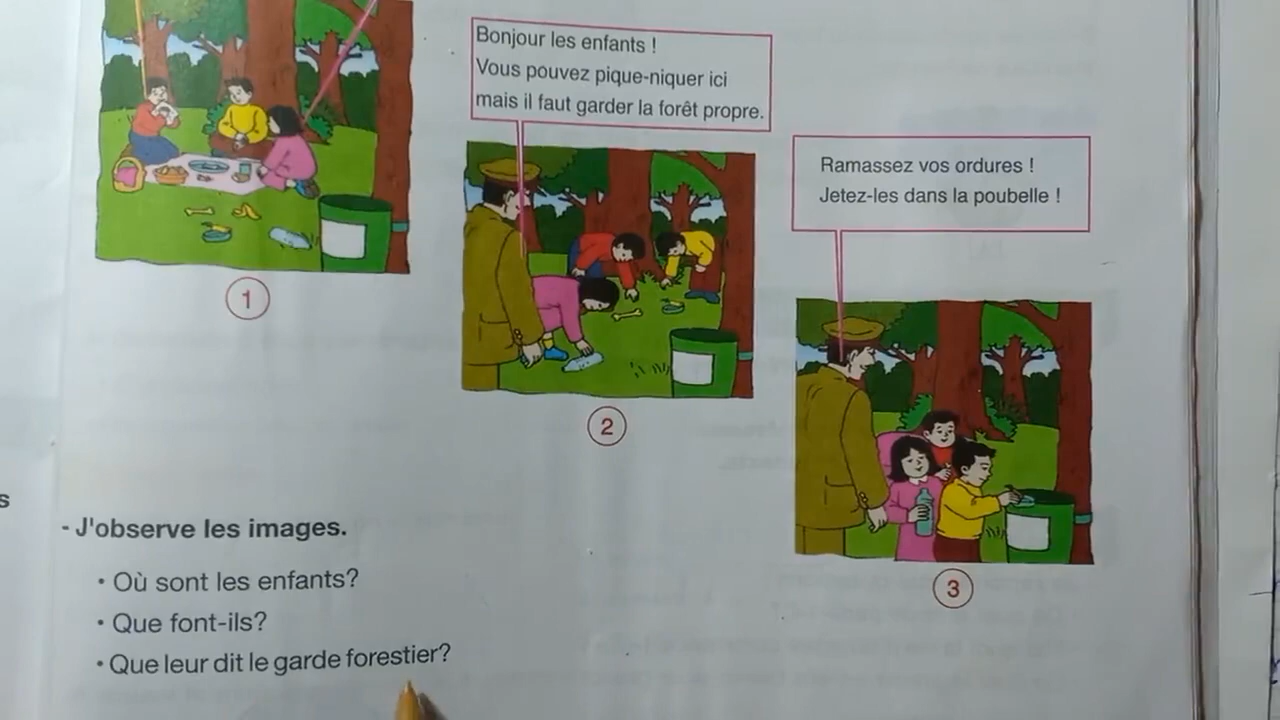 Bonjour les enfants !
Vous pouvez pique-niquer ici
mais il faut garder la forêt propre.
Ramassez vos ordures !
Jetez-les dans la poubelle !
1
2
3
s
- J'observe les images.
• Où sont les enfants?
• Que font-ils?
• Que leur dit le garde forestier?